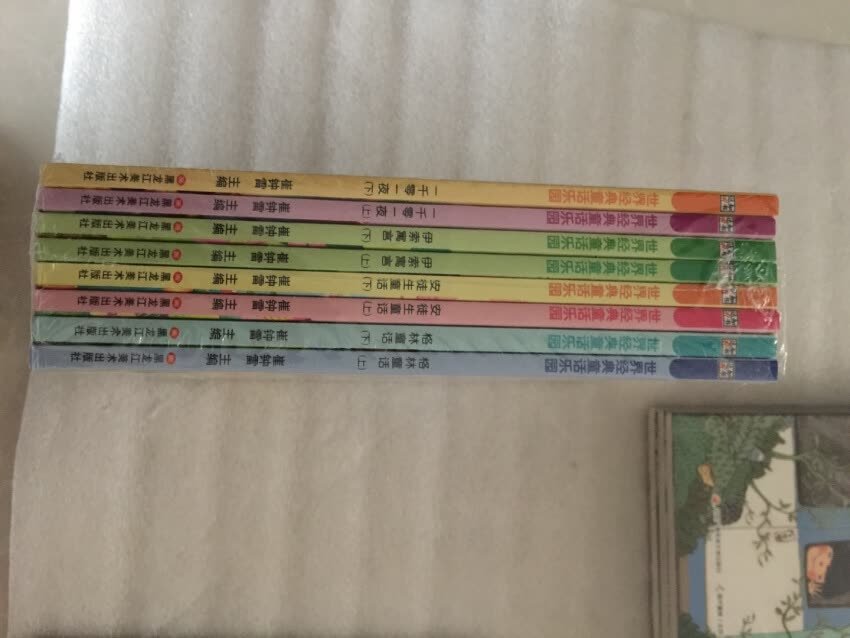 世界经典童话乐园 一千零一夜(下) 崔钟雷 主编 黑龙江美术出版社
世界经典童话乐园 一千零一夜(上) 崔钟雷 主编 黑龙江美术出版社
世界经典童话乐园 伊索寓言(下) 崔钟雷 主编 黑龙江美术出版社
世界经典童话乐园 伊索寓言(上) 崔钟雷 主编 黑龙江美术出版社
世界经典童话乐园 安徒生童话(下) 崔钟雷 主编 黑龙江美术出版社
世界经典童话乐园 安徒生童话(上) 崔钟雷 主编 黑龙江美术出版社
世界经典童话乐园 格林童话(下) 崔钟雷 主编 黑龙江美术出版社
世界经典童话乐园 格林童话(上) 崔钟雷 主编 黑龙江美术出版社